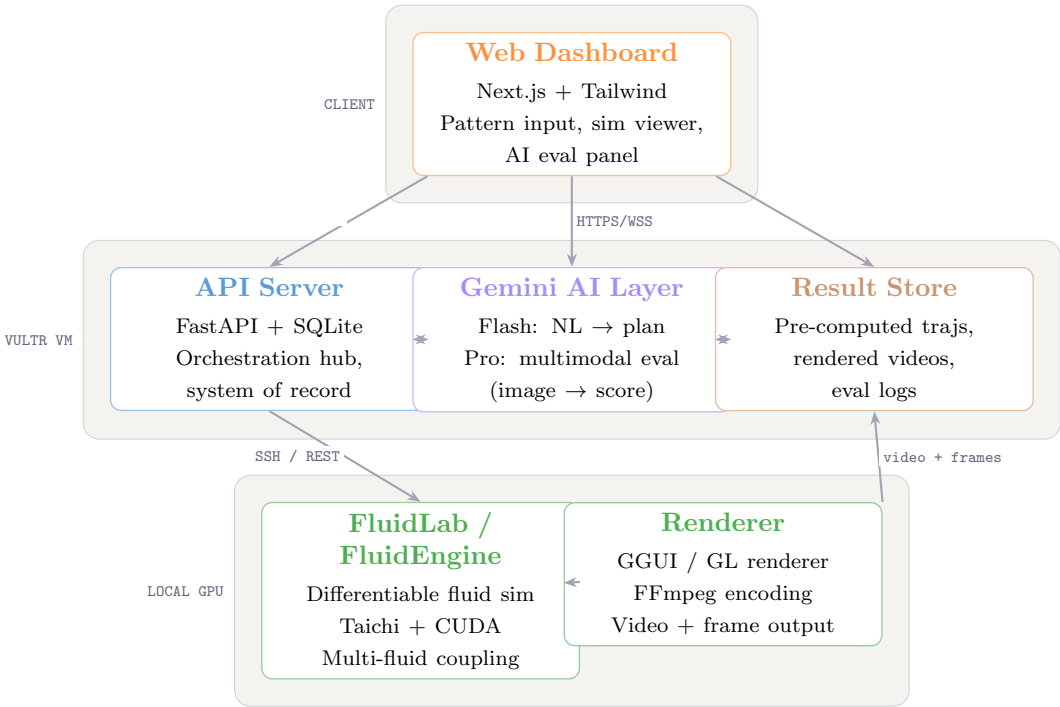 Web Dashboard
Next.js + Tailwind
Pattern input, sim viewer,
AI eval panel
CLIENT
HTTPS/WSS
API Server
FastAPI + SQLite
Orchestration hub,
system of record
Gemini AI Layer
Flash: NL → plan
Pro: multimodal eval
(image → score)
Result Store
Pre-computed trajs,
rendered videos,
eval logs
VULTR VM
SSH / REST
video + frames
FluidLab /
FluidEngine
Differentiable fluid sim
Taichi + CUDA
Multi-fluid coupling
Renderer
GGUI / GL renderer
FFmpeg encoding
Video + frame output
LOCAL GPU